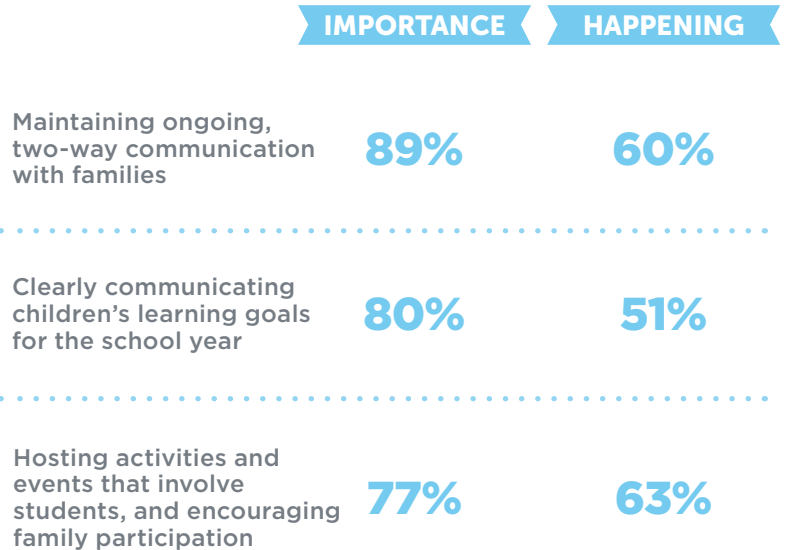 IMPORTANCE HAPPENING
Maintaining ongoing,
two-way communication
with families
89% 60%
Clearly communicating
children’s learning goals
for the school year
80% 51%
Hosting activities and
events that involve
students, and encouraging
family participation
77% 63%